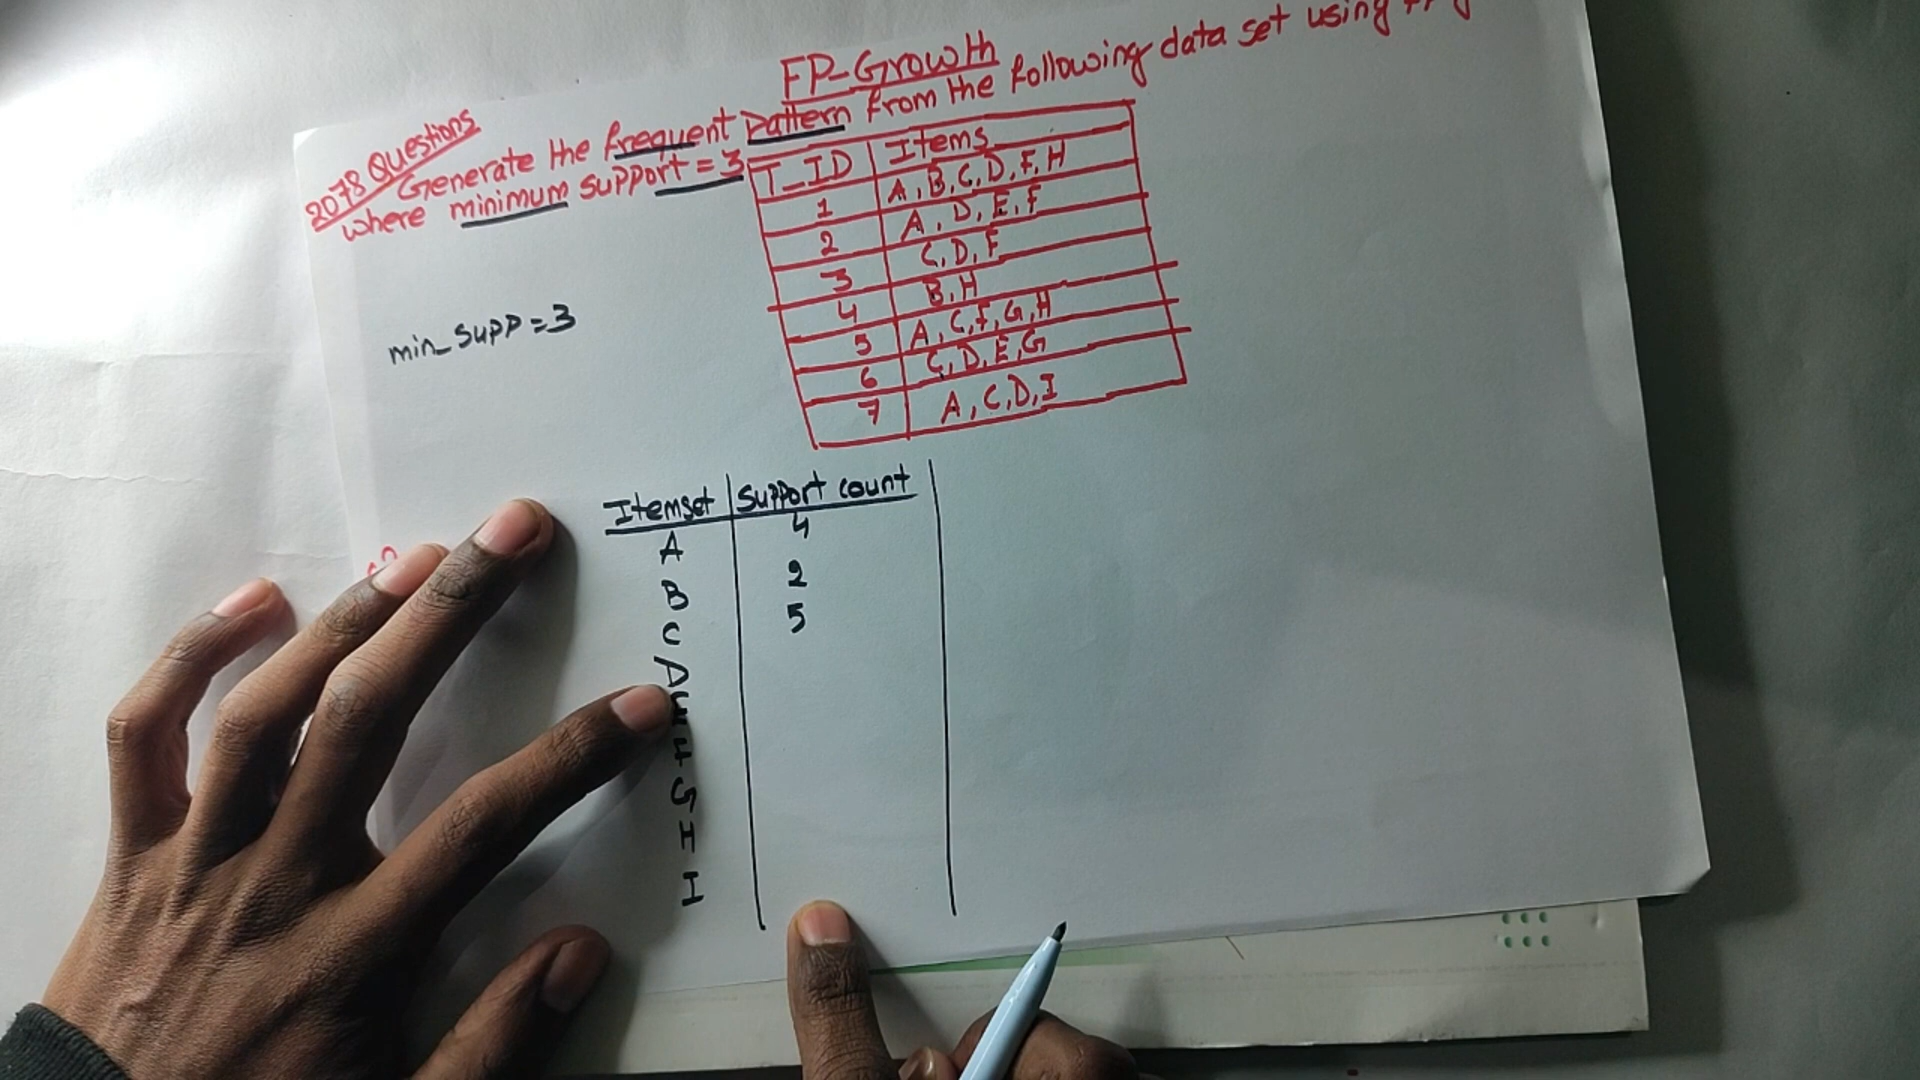 FP-Growth
2078 Questions
Generate the frequent pattern from the following data set using
where minimum support = 3
T_ID Items
1 A, B, C, D, F, H
2 A, D, E, F
3 C, D, F
4 B, H
5 A, C, F, G, H
6 C, D, E, G
7 A, C, D, I
min_supp = 3
Itemset Support count
A 4
B 2
C 5
D
E
F
G
H
I